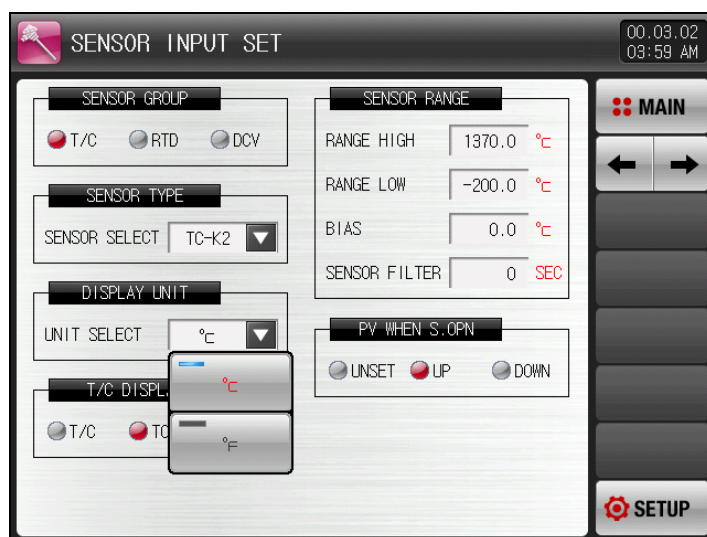 SENSOR INPUT SET
00.03.02
03:59 AM
SENSOR GROUP
T/C RTD DCV
SENSOR TYPE
SENSOR SELECT TC-K2
DISPLAY UNIT
UNIT SELECT ℃
℃
℉
T/C DISPL
T/C TC
SENSOR RANGE
RANGE HIGH 1370.0 ℃
RANGE LOW -200.0 ℃
BIAS 0.0 ℃
SENSOR FILTER 0 SEC
PV WHEN S.OPN
UNSET UP DOWN
MAIN
SETUP